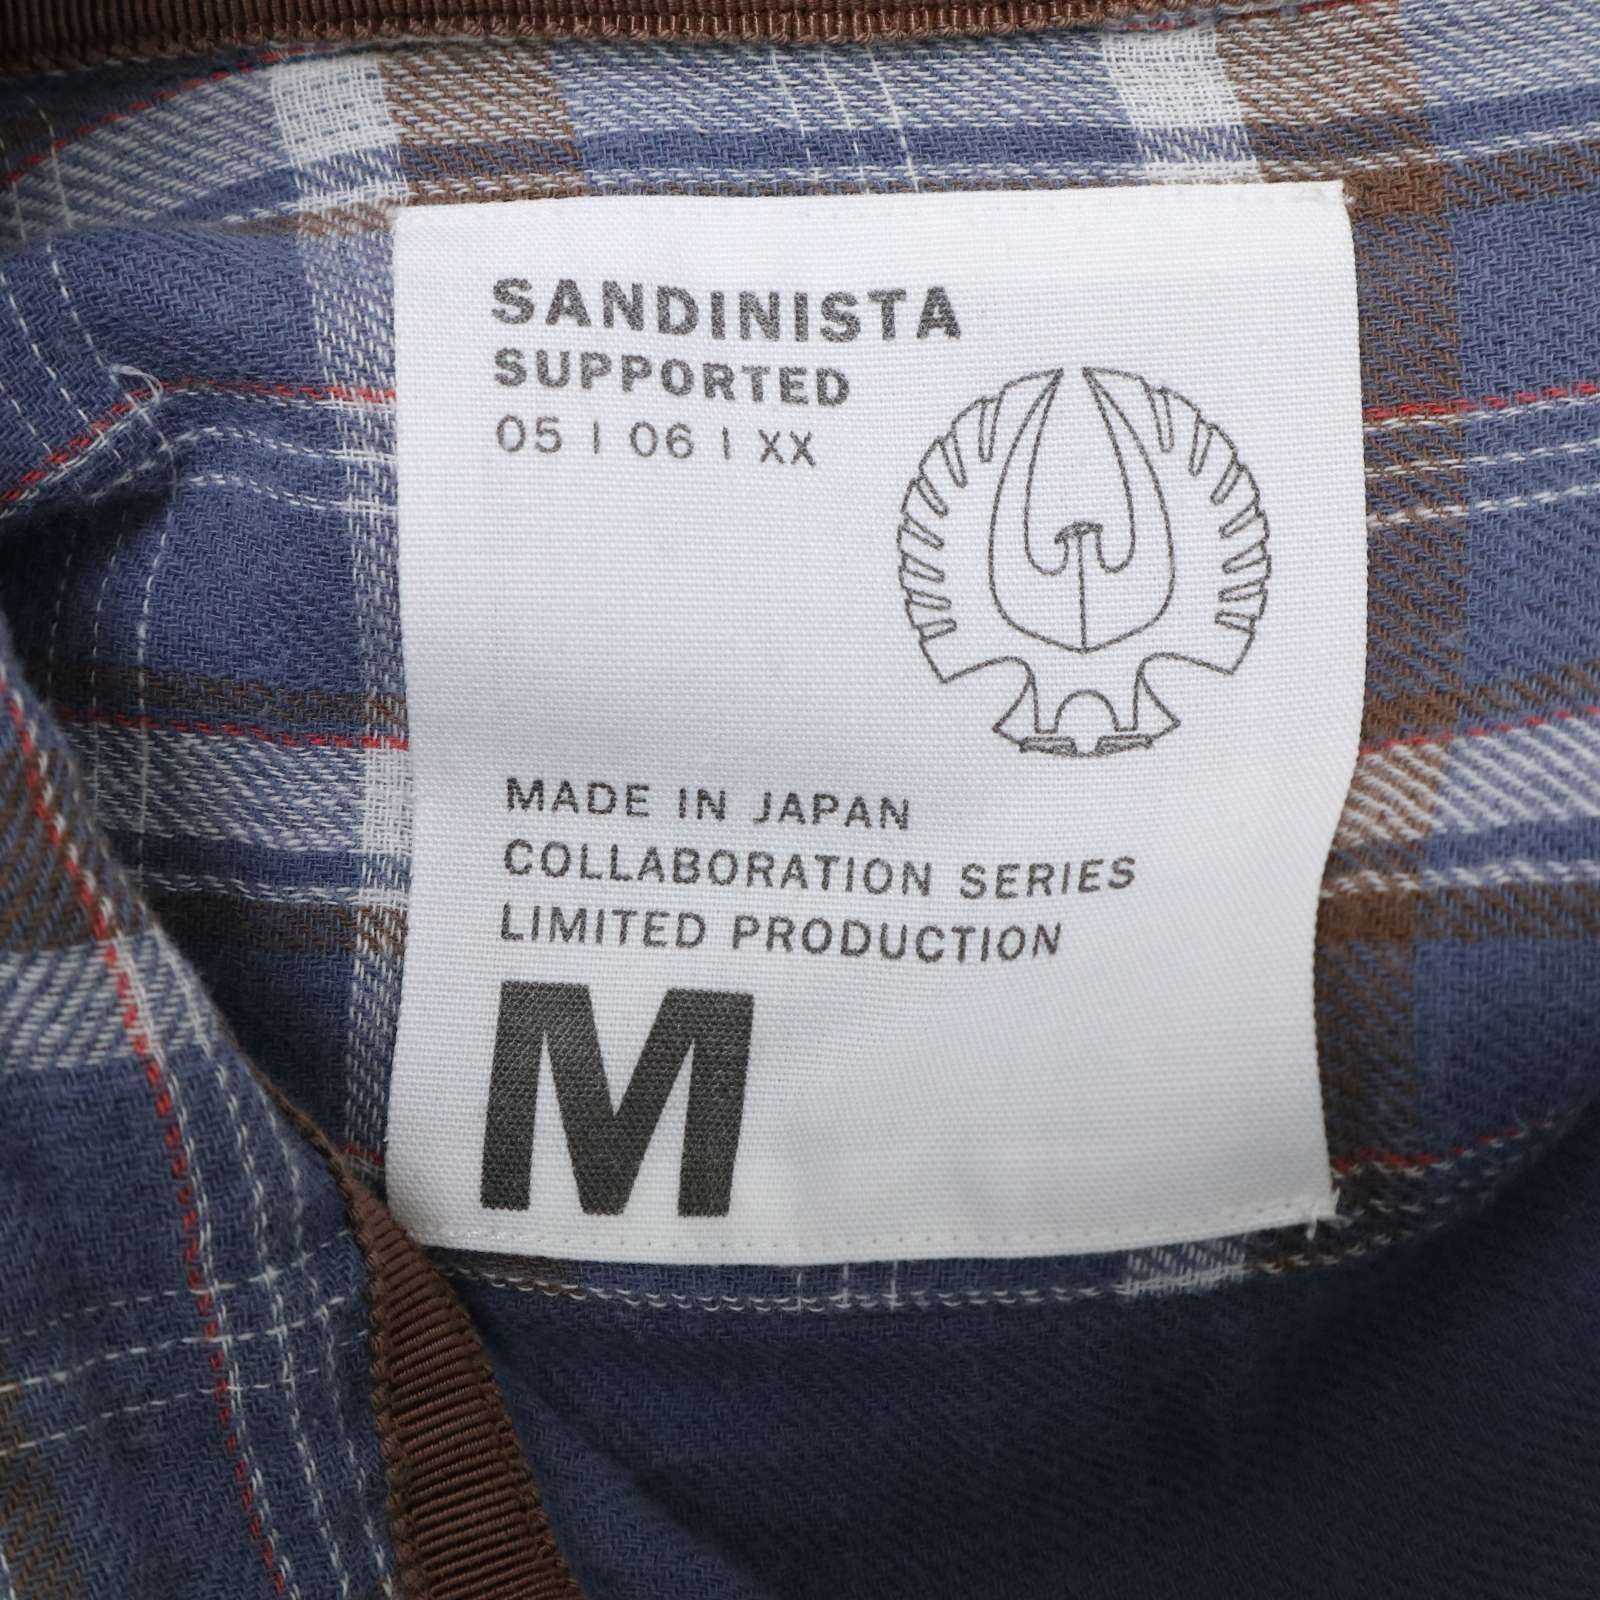 SANDINISTA
SUPPORTED
05 | 06 | XX
MADE IN JAPAN
COLLABORATION SERIES
LIMITED PRODUCTION
M